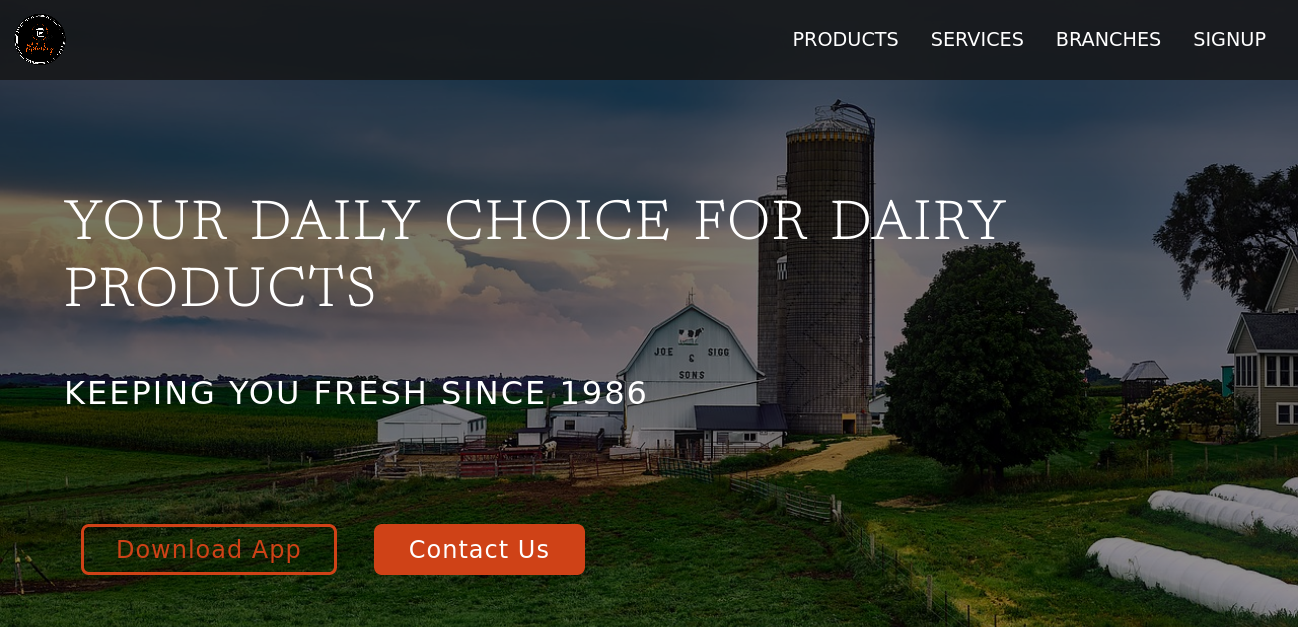 PRODUCTS SERVICES BRANCHES SIGNUP
YOUR DAILY CHOICE FOR DAIRY
PRODUCTS
JOE SIGG
&
SONS
KEEPING YOU FRESH SINCE 1986
Download App Contact Us